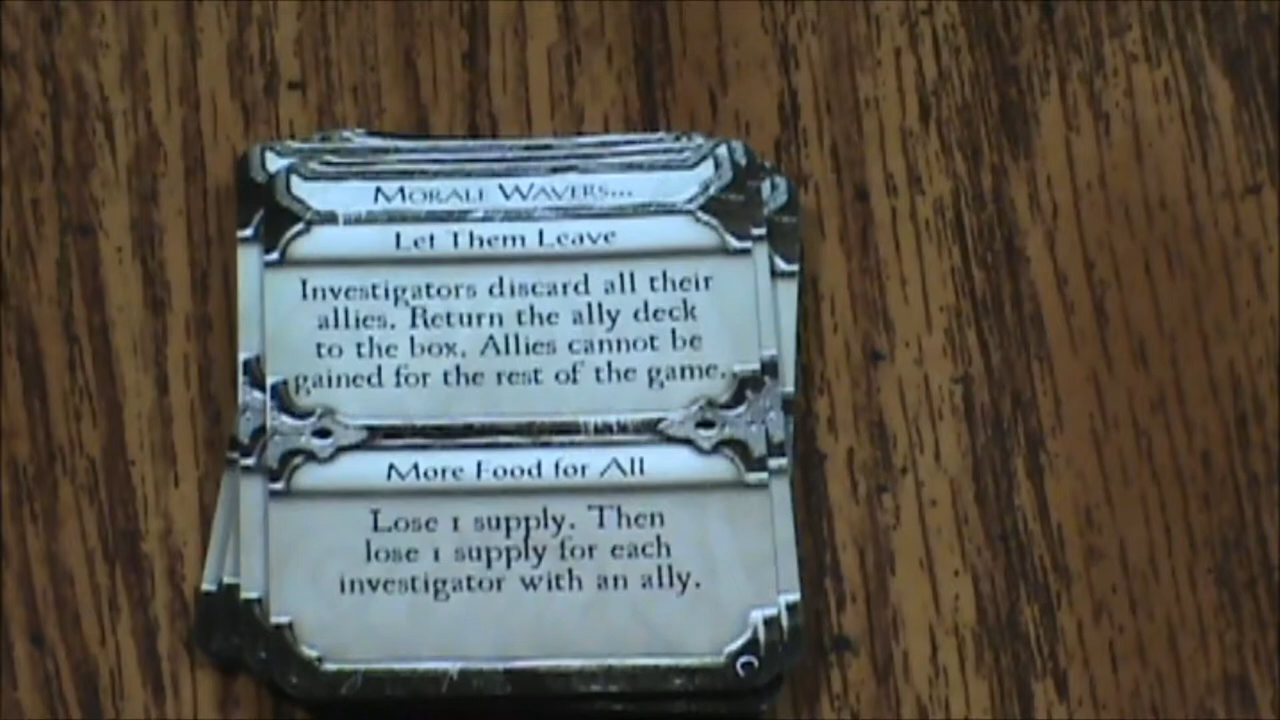 Morale Wavers...
Let Them Leave
Investigators discard all their
allies. Return the ally deck
to the box. Allies cannot be
gained for the rest of the game.
More Food for All
Lose 1 supply. Then
lose 1 supply for each
investigator with an ally.
C